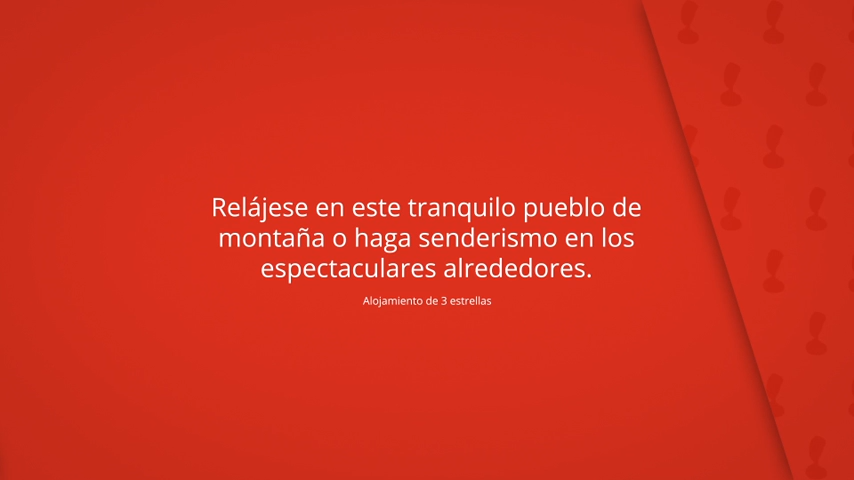 Relájese en este tranquilo pueblo de
montaña o haga senderismo en los
espectaculares alrededores.
Alojamiento de 3 estrellas